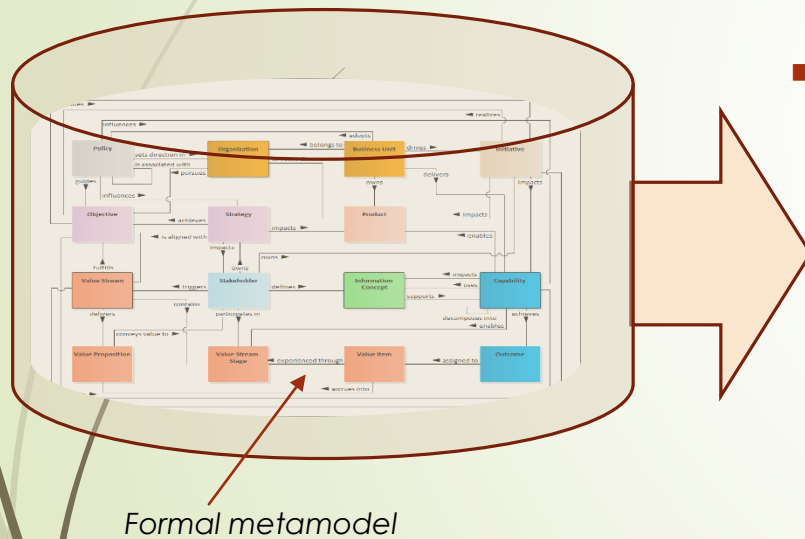 influences ►
◄ realizes
◄ adopts
Policy
Organization
◄ belongs to
Business Unit
drives ►
Initiative
sets direction in
is associated with
◄ pursues
guides
owns
delivers
impacts
influences ►
Objective
◄ achieves
Strategy
Product
◄ impacts
impacts ►
◄ is aligned with
◄ enables
impacts
owns ►
fulfills
owns
Value Stream
◄ triggers
Stakeholder
defines ►
Information
Concept
◄ impacts
◄ uses
Capability
contains
supports ►
delivers
participates in
decomposes into
achieves
◄ enables
conveys value to ►
Value Proposition
Value Stream
Stage
◄ experienced through
Value Item
◄ assigned to
Outcome
◄ accrues into
Formal metamodel